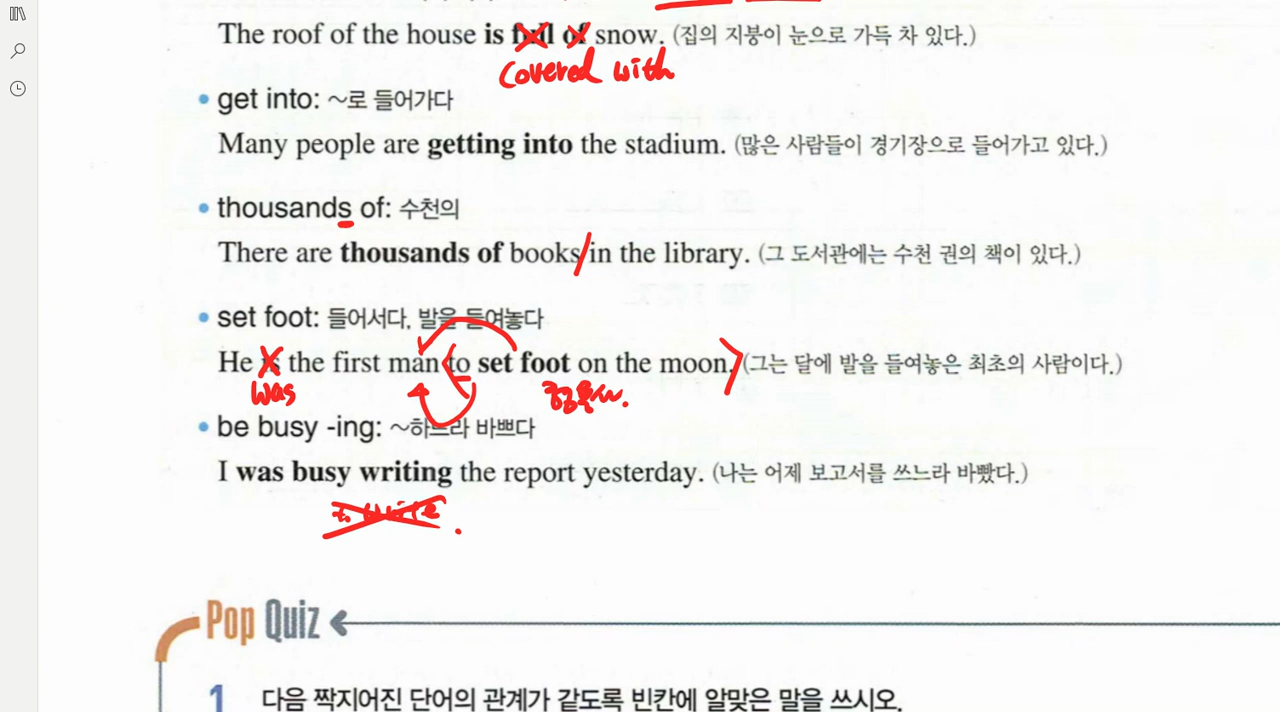 The roof of the house is full of snow. (집의 지붕이 눈으로 가득 차 있다.)
covered with
• get into: ~로 들어가다
Many people are getting into the stadium. (많은 사람들이 경기장으로 들어가고 있다.)
• thousands of: 수천의
There are thousands of books/in the library. (그 도서관에는 수천 권의 책이 있다.)
• set foot: 들어서다, 발을 들여놓다
He is the first man to set foot on the moon. (그는 달에 발을 들여놓은 최초의 사람이다.)
was
• be busy -ing: ~하느라 바쁘다
I was busy writing the report yesterday. (나는 어제 보고서를 쓰느라 바빴다.)
to write
Pop Quiz
1 다음 짝지어진 단어의 관계가 같도록 빈칸에 알맞은 말을 쓰시오.